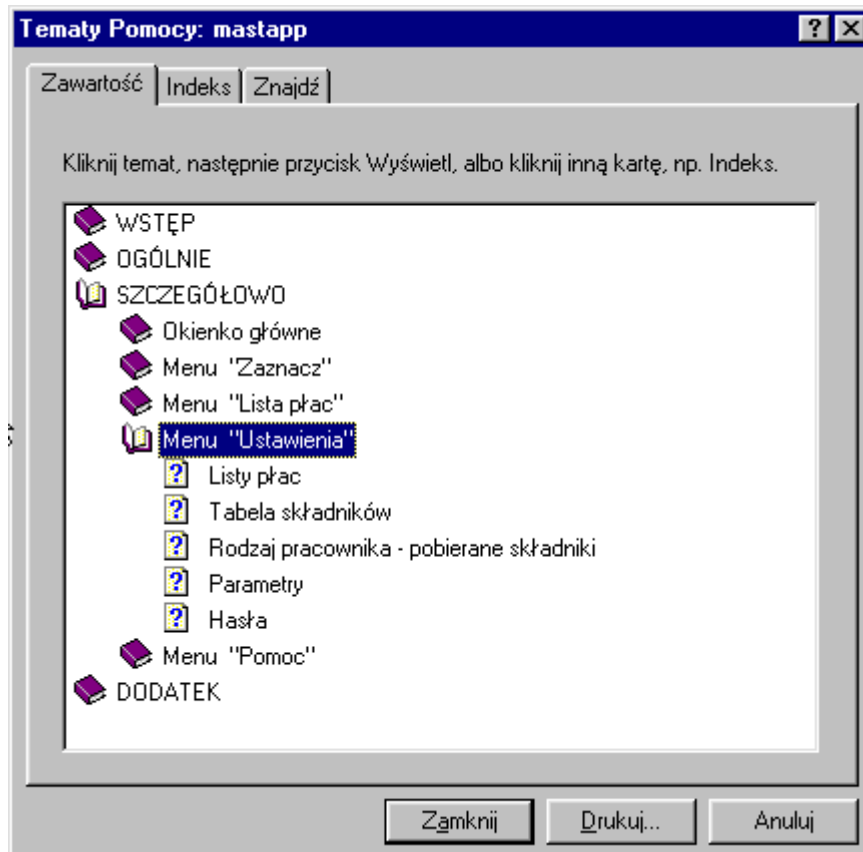 Tematy Pomocy: mastapp
Zawartość Indeks Znajdź
Kliknij temat, następnie przycisk Wyświetl, albo kliknij inną kartę, np. Indeks.
WSTĘP
OGÓLNIE
SZCZEGÓŁOWO
Okienko główne
Menu "Zaznacz"
Menu "Lista płac"
Menu "Ustawienia"
Listy płac
Tabela składników
Rodzaj pracownika - pobierane składniki
Parametry
Hasła
Menu "Pomoc"
DODATEK
Zamknij Drukuj... Anuluj